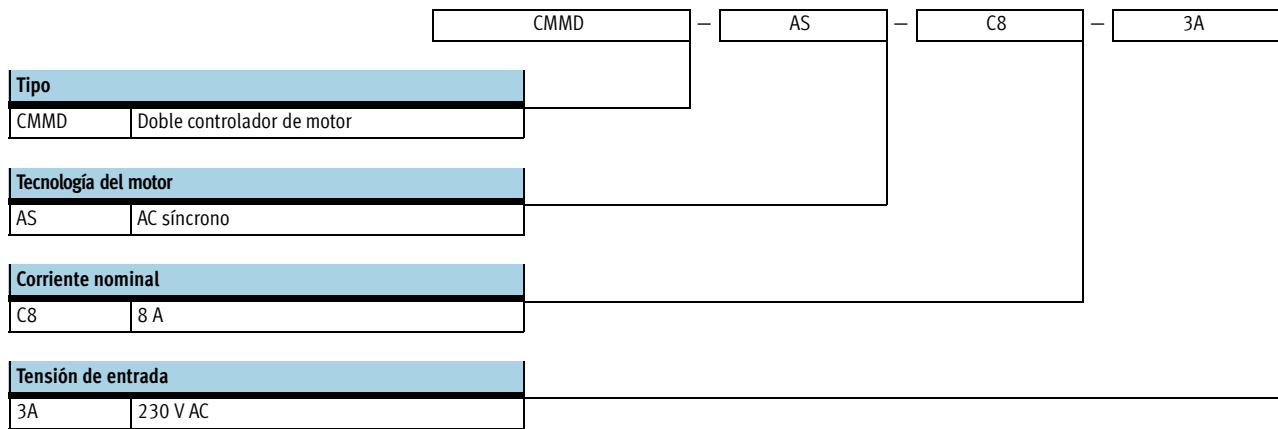 CMMD – AS – C8 – 3A
Tipo
CMMD Doble controlador de motor
Tecnología del motor
AS AC síncrono
Corriente nominal
C8 8 A
Tensión de entrada
3A 230 V AC